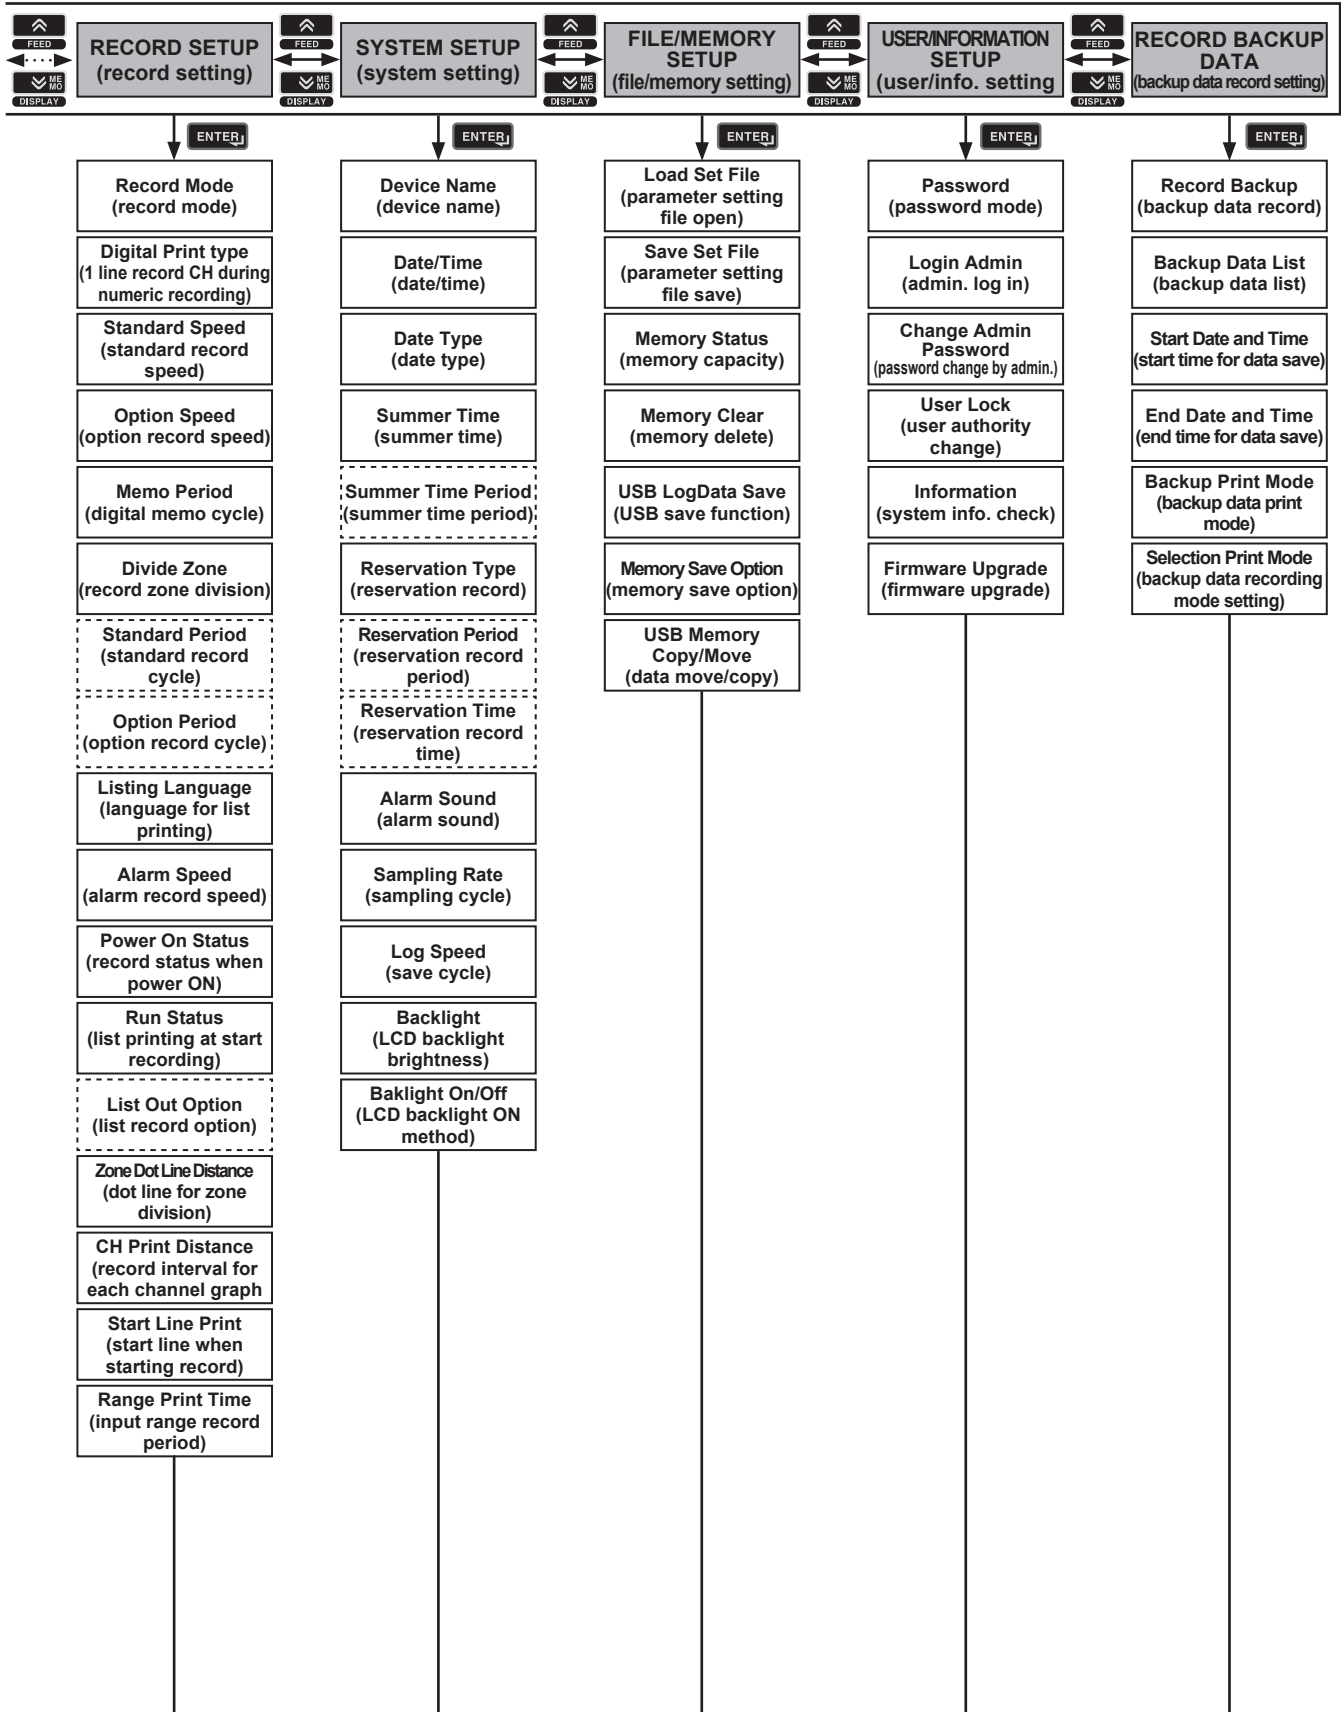 FEED
ME
MO
DISPLAY
RECORD SETUP
(record setting)
FEED
ME
MO
DISPLAY
SYSTEM SETUP
(system setting)
FEED
ME
MO
DISPLAY
FILE/MEMORY
SETUP
(file/memory setting)
FEED
ME
MO
DISPLAY
USER/INFORMATION
SETUP
(user/info. setting
FEED
ME
MO
DISPLAY
RECORD BACKUP
DATA
(backup data record setting)
ENTER
Record Mode
(record mode)
Digital Print type
(1 line record CH during
numeric recording)
Standard Speed
(standard record
speed)
Option Speed
(option record speed)
Memo Period
(digital memo cycle)
Divide Zone
(record zone division)
Standard Period
(standard record
cycle)
Option Period
(option record cycle)
Listing Language
(language for list
printing)
Alarm Speed
(alarm record speed)
Power On Status
(record status when
power ON)
Run Status
(list printing at start
recording)
List Out Option
(list record option)
Zone Dot Line Distance
(dot line for zone
division)
CH Print Distance
(record interval for
each channel graph
Start Line Print
(start line when
starting record)
Range Print Time
(input range record
period)
ENTER
Device Name
(device name)
Date/Time
(date/time)
Date Type
(date type)
Summer Time
(summer time)
Summer Time Period
(summer time period)
Reservation Type
(reservation record)
Reservation Period
(reservation record
period)
Reservation Time
(reservation record
time)
Alarm Sound
(alarm sound)
Sampling Rate
(sampling cycle)
Log Speed
(save cycle)
Backlight
(LCD backlight
brightness)
Baklight On/Off
(LCD backlight ON
method)
ENTER
Load Set File
(parameter setting
file open)
Save Set File
(parameter setting
file save)
Memory Status
(memory capacity)
Memory Clear
(memory delete)
USB LogData Save
(USB save function)
Memory Save Option
(memory save option)
USB Memory
Copy/Move
(data move/copy)
ENTER
Password
(password mode)
Login Admin
(admin. log in)
Change Admin
Password
(password change by admin.)
User Lock
(user authority
change)
Information
(system info. check)
Firmware Upgrade
(firmware upgrade)
ENTER
Record Backup
(backup data record)
Backup Data List
(backup data list)
Start Date and Time
(start time for data save)
End Date and Time
(end time for data save)
Backup Print Mode
(backup data print
mode)
Selection Print Mode
(backup data recording
mode setting)